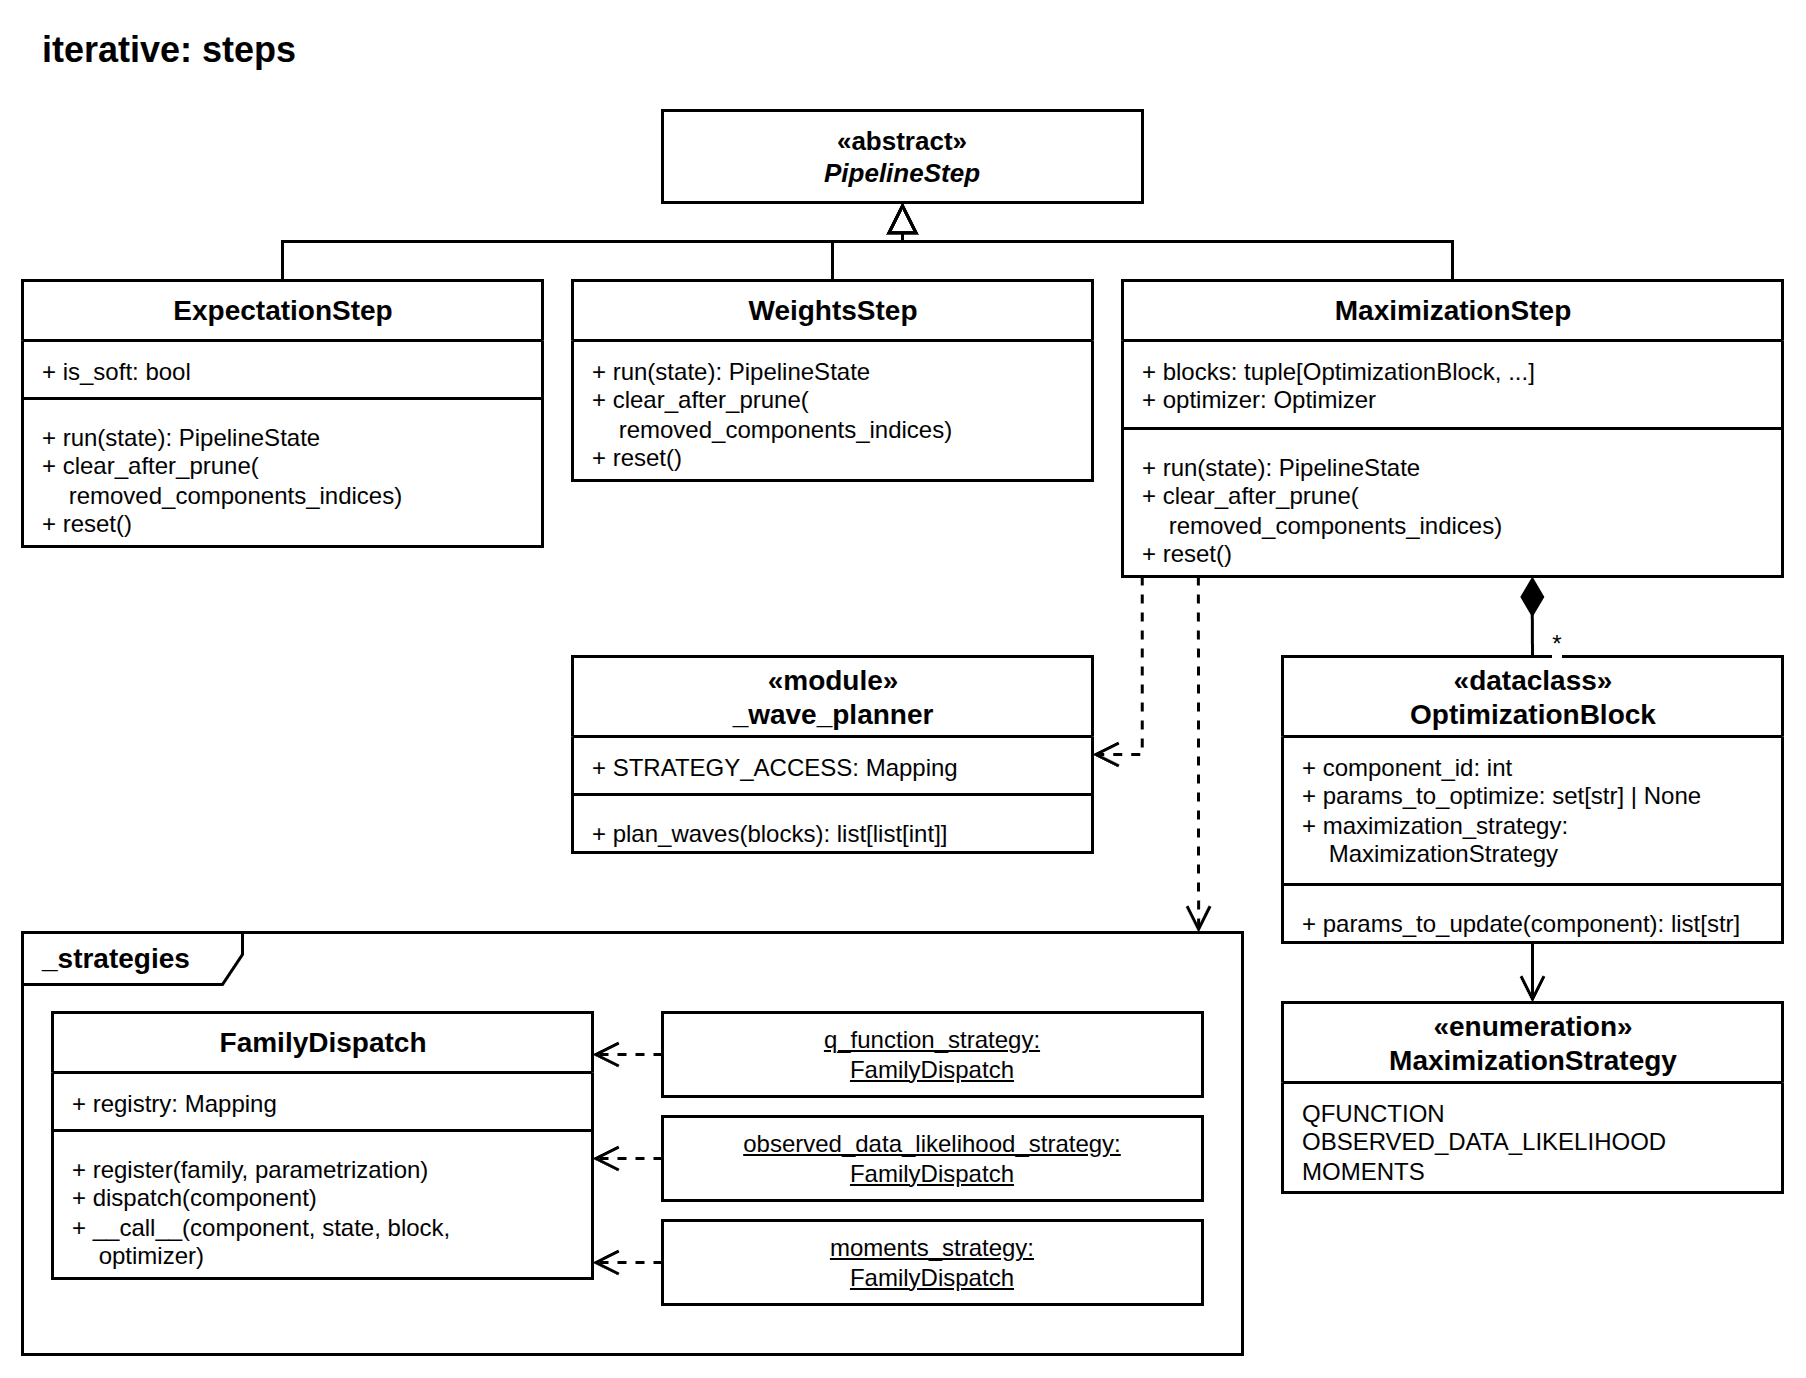 iterative: steps
«abstract»
PipelineStep
ExpectationStep
+ is_soft: bool
+ run(state): PipelineState
+ clear_after_prune(
removed_components_indices)
+ reset()
WeightsStep
+ run(state): PipelineState
+ clear_after_prune(
removed_components_indices)
+ reset()
MaximizationStep
+ blocks: tuple[OptimizationBlock, ...]
+ optimizer: Optimizer
+ run(state): PipelineState
+ clear_after_prune(
removed_components_indices)
+ reset()
*
«module»
_wave_planner
+ STRATEGY_ACCESS: Mapping
+ plan_waves(blocks): list[list[int]]
«dataclass»
OptimizationBlock
+ component_id: int
+ params_to_optimize: set[str] | None
+ maximization_strategy:
MaximizationStrategy
+ params_to_update(component): list[str]
_strategies
FamilyDispatch
+ registry: Mapping
+ register(family, parametrization)
+ dispatch(component)
+ __call__(component, state, block,
optimizer)
q_function_strategy:
FamilyDispatch
observed_data_likelihood_strategy:
FamilyDispatch
moments_strategy:
FamilyDispatch
«enumeration»
MaximizationStrategy
QFUNCTION
OBSERVED_DATA_LIKELIHOOD
MOMENTS